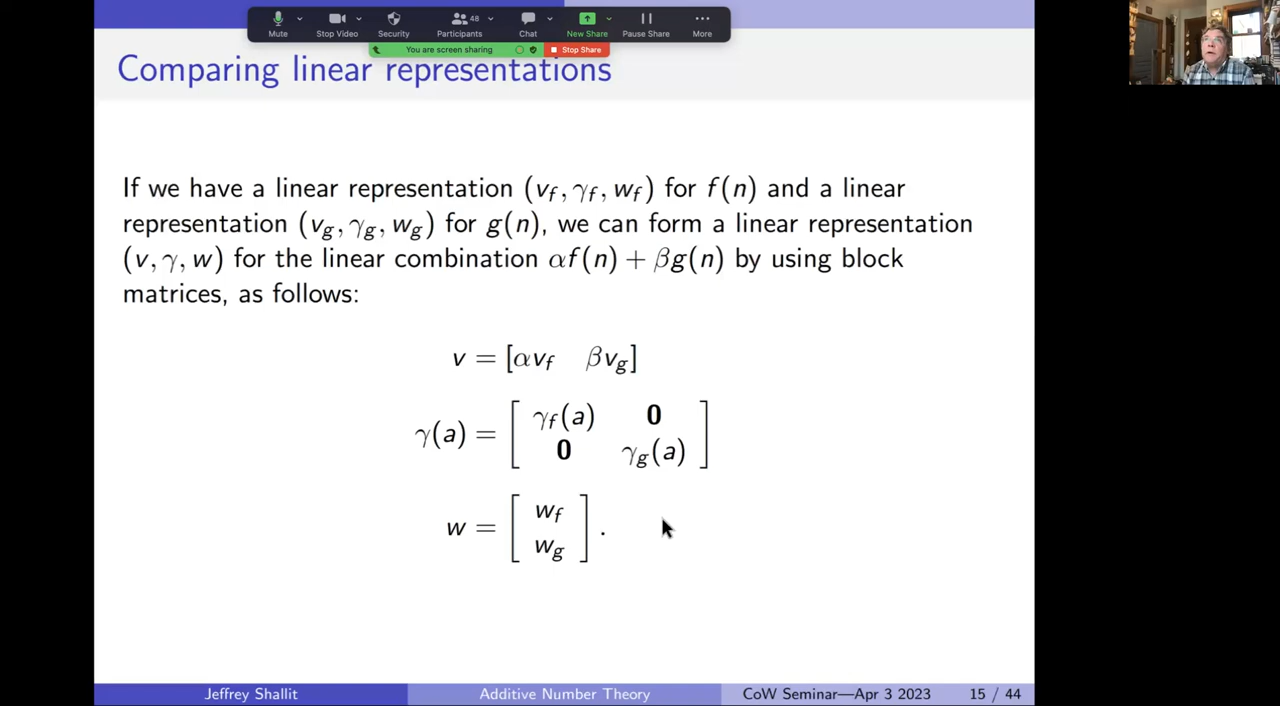 Mute
Stop Video
Security
48
Participants
Chat
New Share
Pause Share
More
You are screen sharing
Stop Share
Comparing linear representations
If we have a linear representation (v_f, γ_f, w_f) for f(n) and a linear
representation (v_g, γ_g, w_g) for g(n), we can form a linear representation
(v, γ, w) for the linear combination αf(n) + βg(n) by using block
matrices, as follows:
v = [αv_f βv_g]
γ(a) = [ γ_f(a) 0
0 γ_g(a) ]
w = [ w_f
w_g ] .
Jeffrey Shallit
Additive Number Theory
CoW Seminar—Apr 3 2023
15 / 44